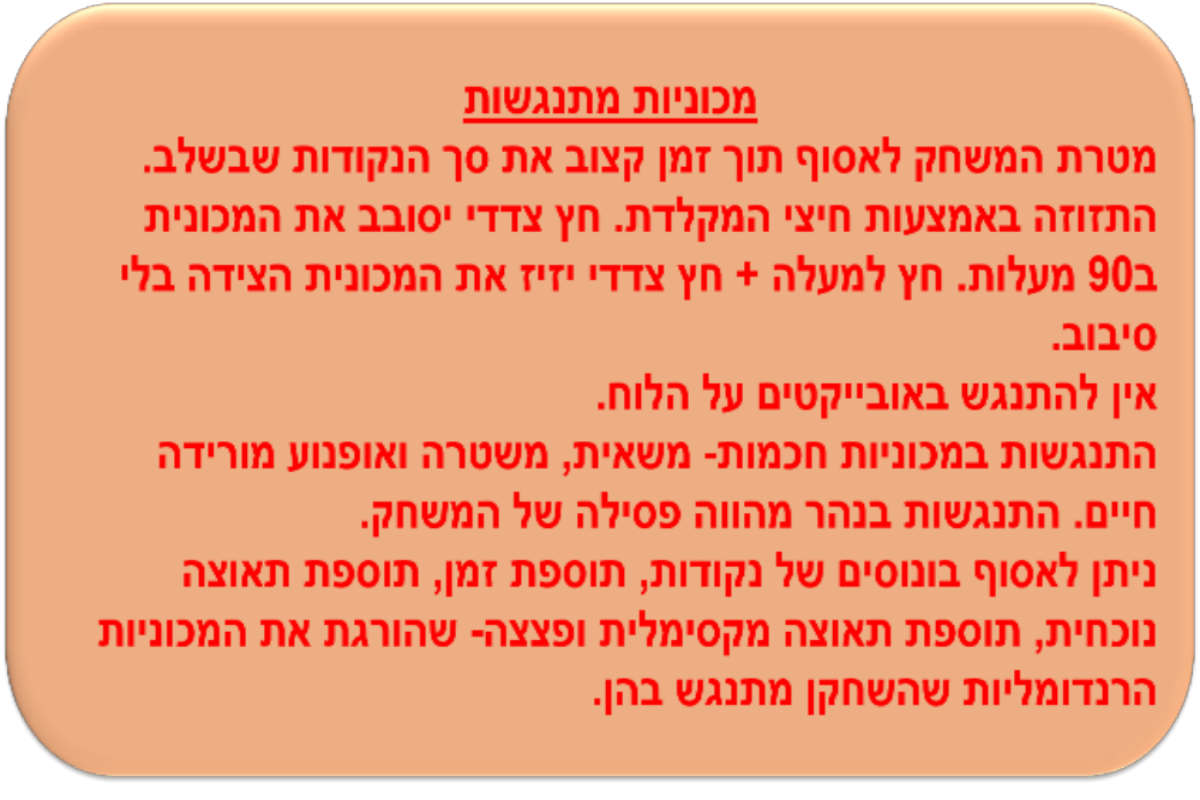 מכוניות מתנגשות
מטרת המשחק לאסוף תוך זמן קצוב את סך הנקודות שבשלב.
התזוזה באמצעות חיצי המקלדת. חץ צדדי יסובב את המכונית
ב90 מעלות. חץ למעלה + חץ צדדי יזיז את המכונית הצידה בלי
סיבוב.
אין להתנגש באובייקטים על הלוח.
התנגשות במכוניות חכמות- משאית, משטרה ואופנוע מורידה
חיים. התנגשות בנהר מהווה פסילה של המשחק.
ניתן לאסוף בונוסים של נקודות, תוספת זמן, תוספת תאוצה
נוכחית, תוספת תאוצה מקסימלית ופצצה- שהורגת את המכוניות
הרנדומליות שהשחקן מתנגש בהן.